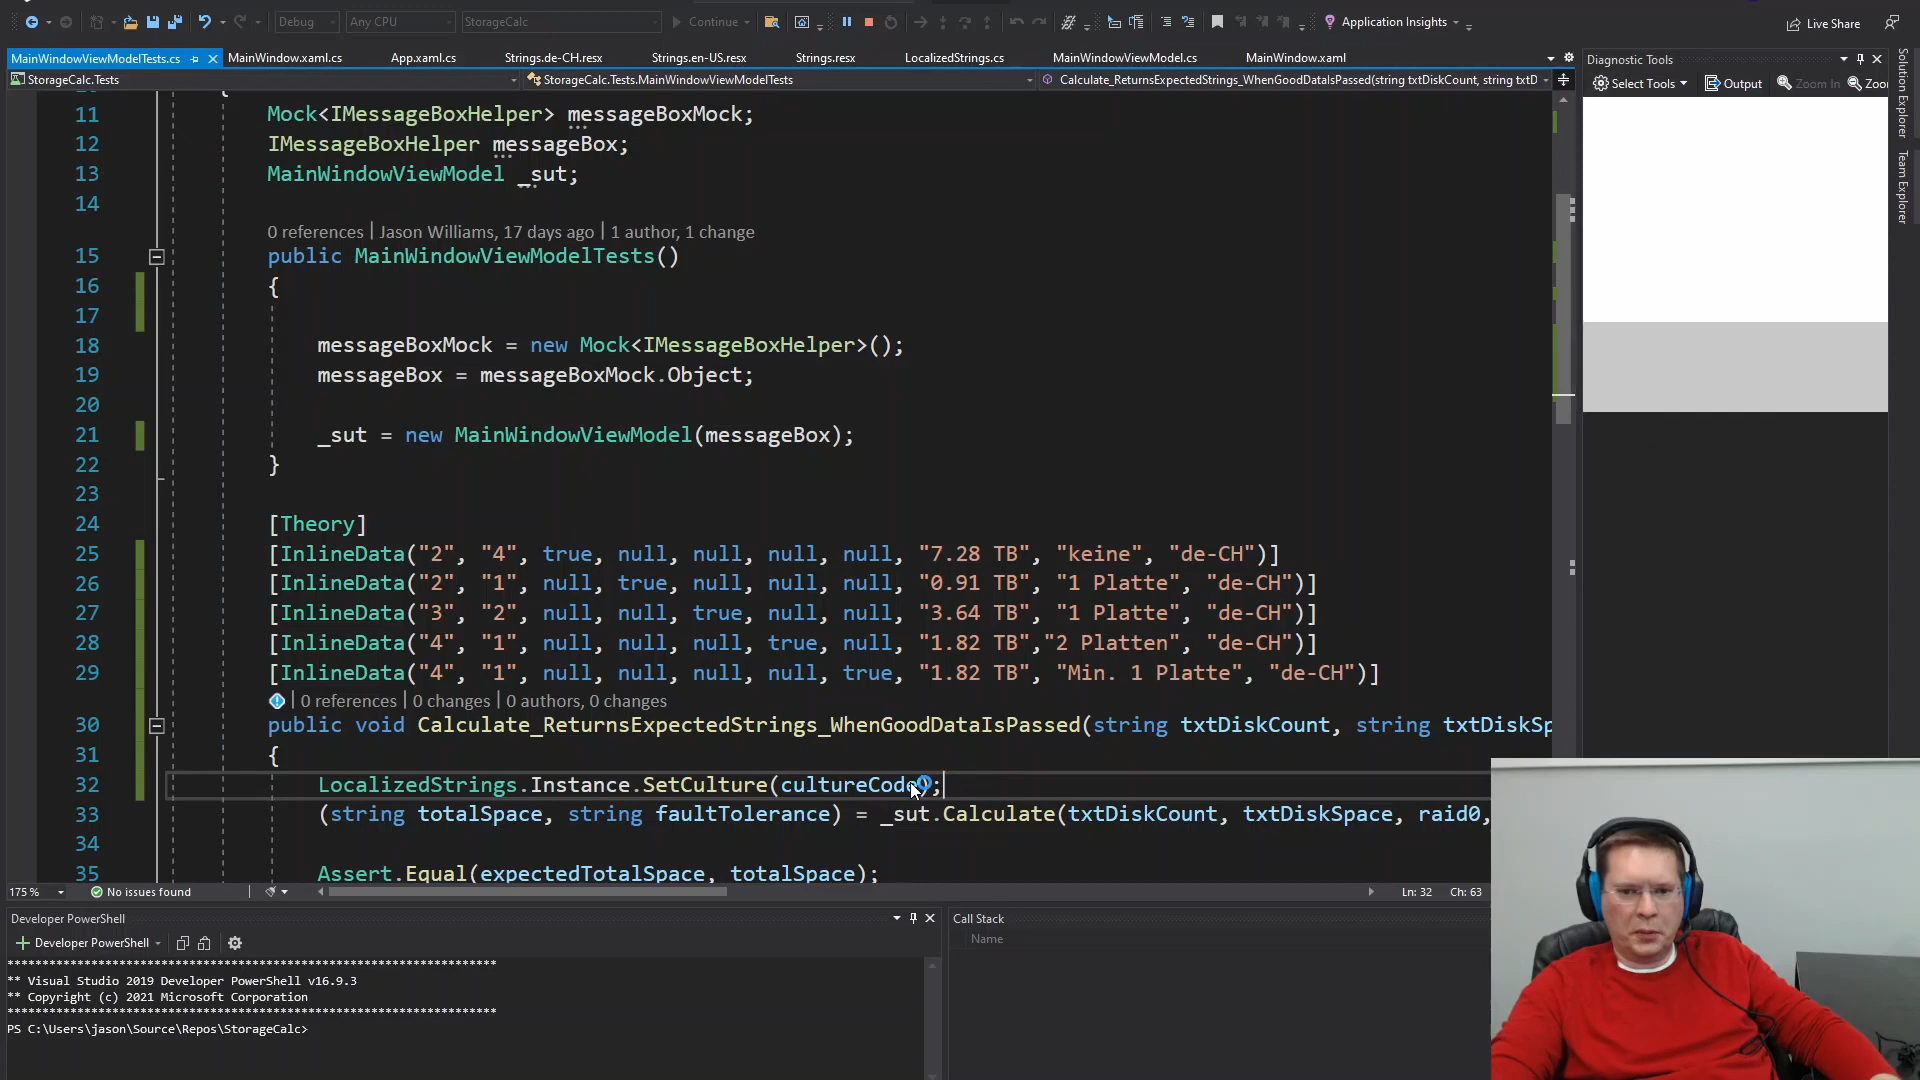 Debug
Any CPU
StorageCalc
Continue
Application Insights
Live Share
MainWindowViewModelTests.cs
MainWindow.xaml.cs
App.xaml.cs
Strings.de-CH.resx
Strings.en-US.resx
Strings.resx
LocalizedStrings.cs
MainWindowViewModel.cs
MainWindow.xaml
StorageCalc.Tests
StorageCalc.Tests.MainWindowViewModelTests
Calculate_ReturnsExpectedStrings_WhenGoodDataIsPassed(string txtDiskCount, string txtD
Diagnostic Tools
Select Tools
Output
Zoom In
Zoo
Solution Explorer
Team Explorer
11 Mock<IMessageBoxHelper> messageBoxMock;
12 IMessageBoxHelper messageBox;
13 MainWindowViewModel _sut;
14
0 references | Jason Williams, 17 days ago | 1 author, 1 change
15 public MainWindowViewModelTests()
16 {
17
18 messageBoxMock = new Mock<IMessageBoxHelper>();
19 messageBox = messageBoxMock.Object;
20
21 _sut = new MainWindowViewModel(messageBox);
22 }
23
24 [Theory]
25 [InlineData("2", "4", true, null, null, null, null, "7.28 TB", "keine", "de-CH")]
26 [InlineData("2", "1", null, true, null, null, null, "0.91 TB", "1 Platte", "de-CH")]
27 [InlineData("3", "2", null, null, true, null, null, "3.64 TB", "1 Platte", "de-CH")]
28 [InlineData("4", "1", null, null, null, true, null, "1.82 TB","2 Platten", "de-CH")]
29 [InlineData("4", "1", null, null, null, null, true, "1.82 TB", "Min. 1 Platte", "de-CH")]
0 references | 0 changes | 0 authors, 0 changes
30 public void Calculate_ReturnsExpectedStrings_WhenGoodDataIsPassed(string txtDiskCount, string txtDiskSp
31 {
32 LocalizedStrings.Instance.SetCulture(cultureCode);
33 (string totalSpace, string faultTolerance) = _sut.Calculate(txtDiskCount, txtDiskSpace, raid0,
34
35 Assert.Equal(expectedTotalSpace, totalSpace);
175 %
No issues found
Ln: 32
Ch: 63
Developer PowerShell
Developer PowerShell
**********************************************************************
** Visual Studio 2019 Developer PowerShell v16.9.3
** Copyright (c) 2021 Microsoft Corporation
**********************************************************************
PS C:\Users\jason\Source\Repos\StorageCalc>
Call Stack
Name